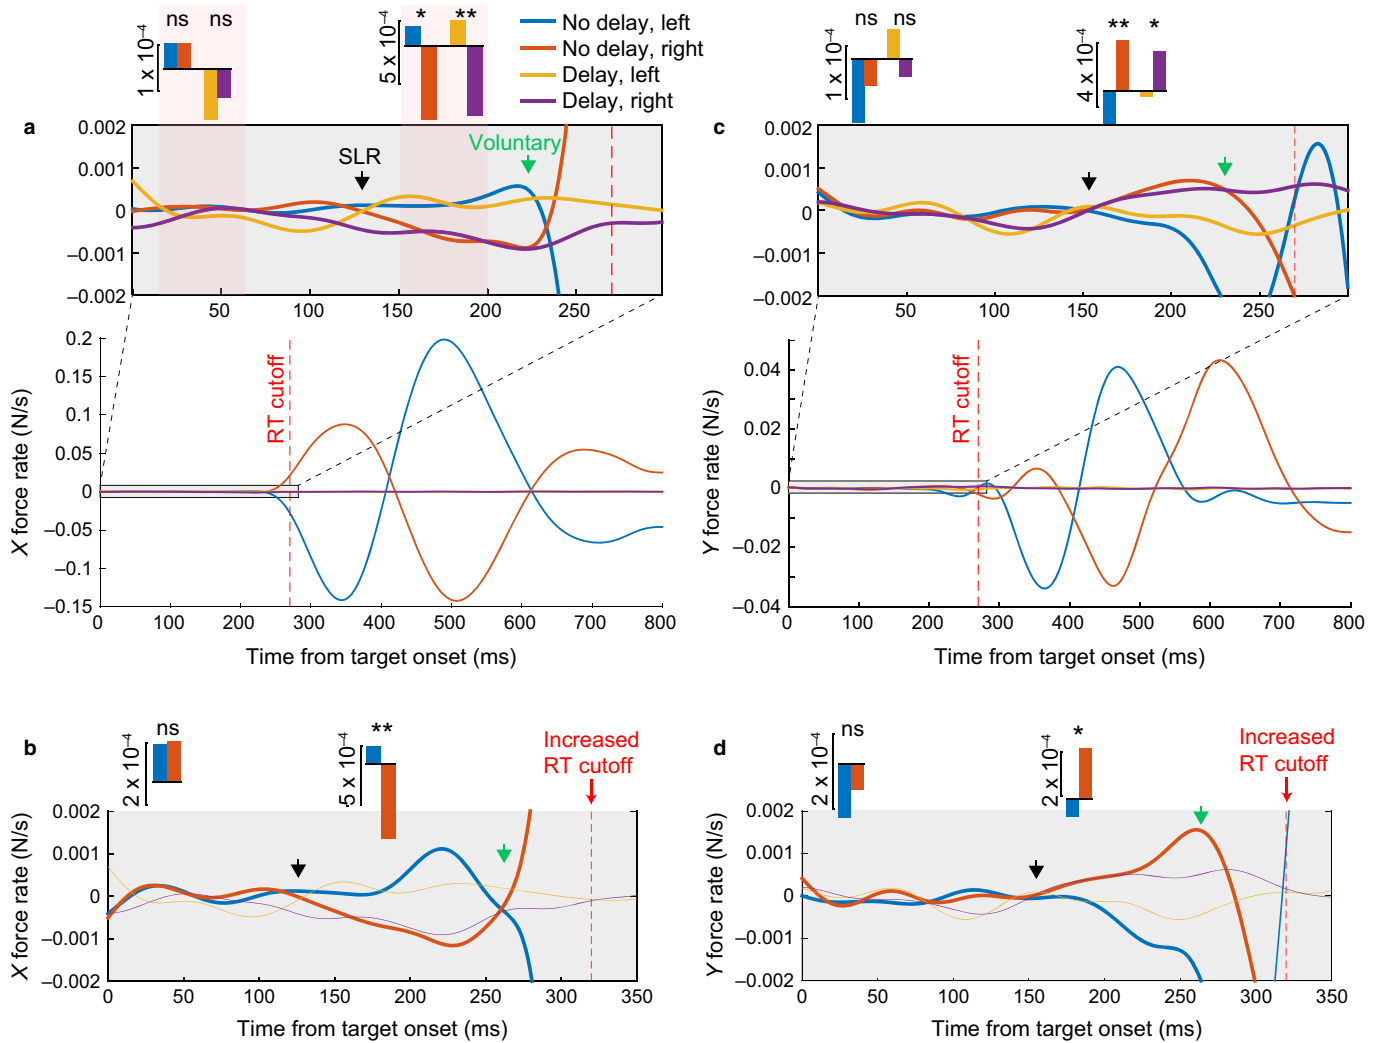 ns ns
1 x 10–4
* **
5 x 10–4
No delay, left
No delay, right
Delay, left
Delay, right
ns ns
1 x 10–4
** *
4 x 10–4
a
0.002
0.001
0
–0.001
–0.002
SLR
Voluntary
50 100 150 200 250
c
0.002
0.001
0
–0.001
–0.002
50 100 150 200 250
X force rate (N/s)
0.2
0.15
0.1
0.05
0
–0.05
–0.1
–0.15
RT cutoff
0 100 200 300 400 500 600 700 800
Time from target onset (ms)
Y force rate (N/s)
0.04
0.02
0
–0.02
–0.04
RT cutoff
0 100 200 300 400 500 600 700 800
Time from target onset (ms)
b
ns
2 x 10–4
**
5 x 10–4
Increased
RT cutoff
X force rate (N/s)
0.002
0.001
0
–0.001
–0.002
0 50 100 150 200 250 300 350
Time from target onset (ms)
d
ns
2 x 10–4
*
2 x 10–4
Increased
RT cutoff
Y force rate (N/s)
0.002
0.001
0
–0.001
–0.002
0 50 100 150 200 250 300 350
Time from target onset (ms)